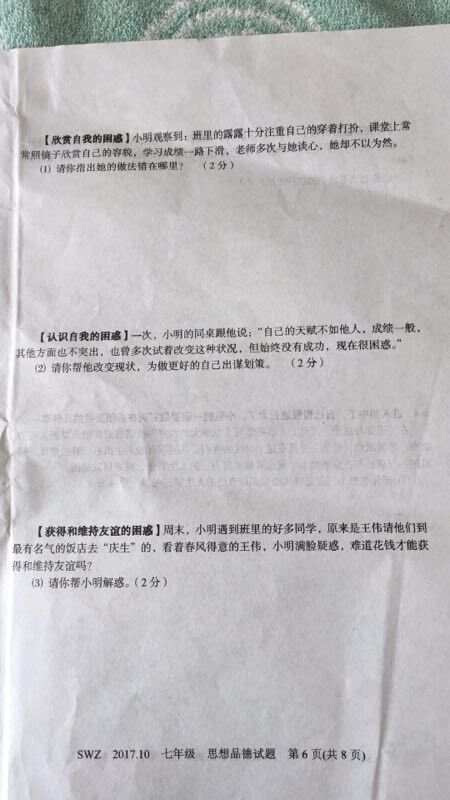 【欣赏自我的困惑】小明观察到：班里的露露十分注重自己的穿着打扮，课堂上常
常照镜子欣赏自己的容貌，学习成绩一路下滑，老师多次与她谈心，她却不以为然。
(1) 请你指出她的做法错在哪里？（2分）
【认识自我的困惑】一次，小明的同桌跟他说：“自己的天赋不如他人，成绩一般，
其他方面也不突出，也曾多次试着改变这种状况，但始终没有成功，现在很困惑。”
(2) 请你帮他改变现状，为做更好的自己出谋划策。（2分）
【获得和维持友谊的困惑】周末，小明遇到班里的好多同学，原来是王伟请他们到
最有名气的饭店去“庆生”的，看着春风得意的王伟，小明满脸疑惑，难道花钱才能获
得和维持友谊吗？
(3) 请你帮小明解惑。（2分）
SWZ 2017.10 七年级 思想品德试题 第6页(共8页)